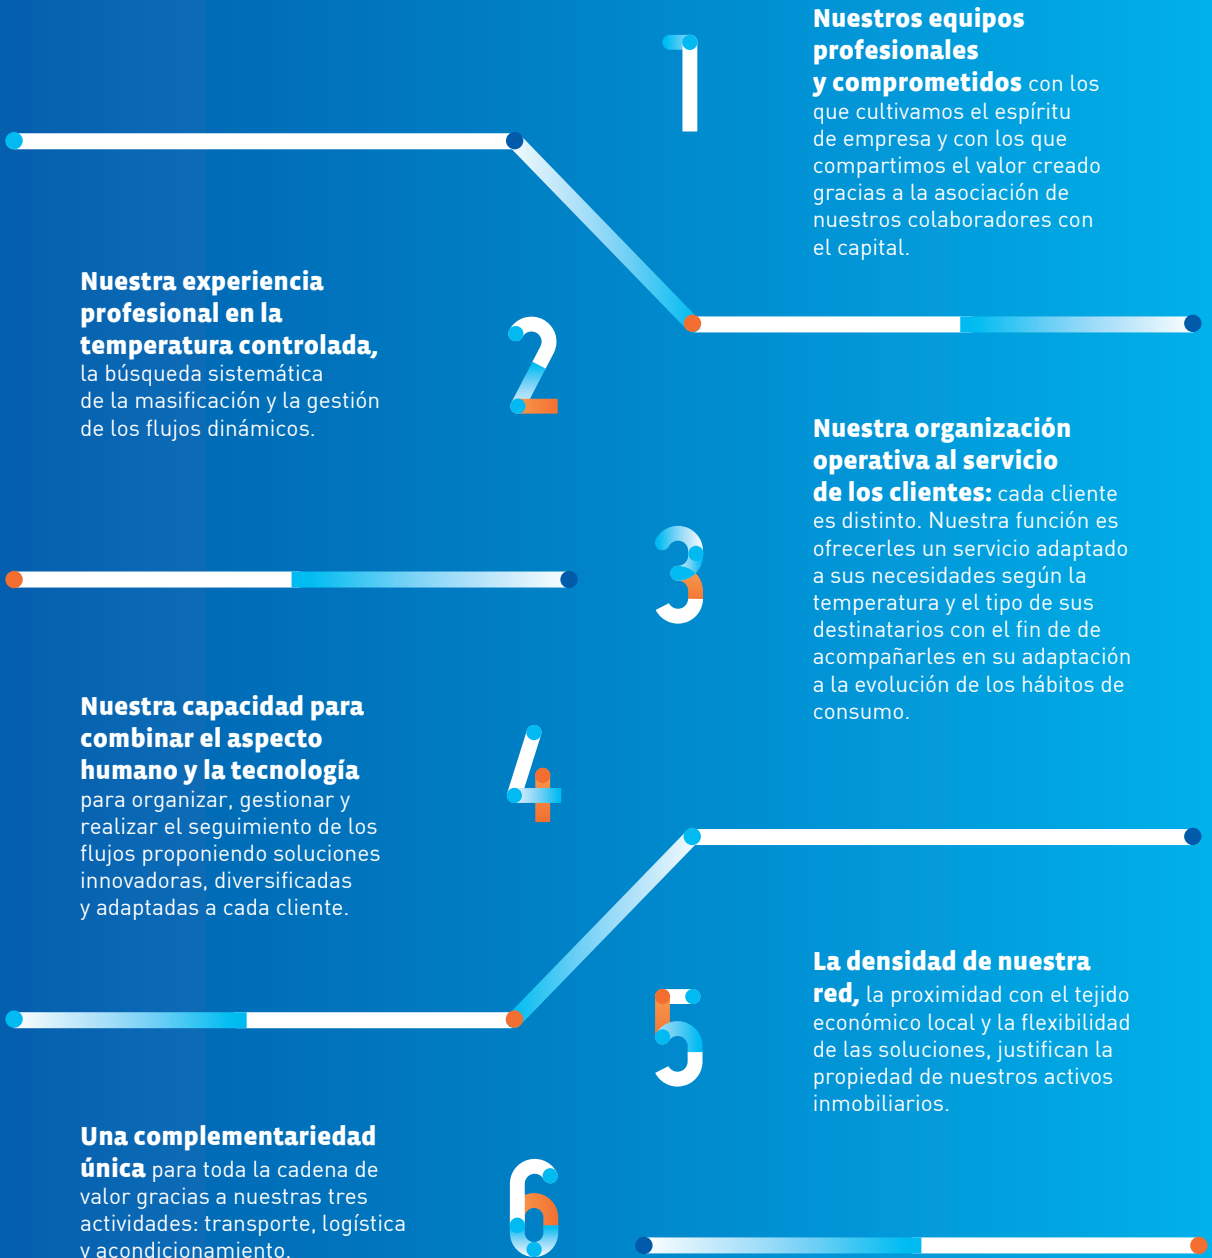 1
Nuestros equipos
profesionales
y comprometidos con los
que cultivamos el espíritu
de empresa y con los que
compartimos el valor creado
gracias a la asociación de
nuestros colaboradores con
el capital.
Nuestra experiencia
profesional en la
temperatura controlada,
la búsqueda sistemática
de la masificación y la gestión
de los flujos dinámicos.
2
3
Nuestra organización
operativa al servicio
de los clientes: cada cliente
es distinto. Nuestra función es
ofrecerles un servicio adaptado
a sus necesidades según la
temperatura y el tipo de sus
destinatarios con el fin de de
acompañarles en su adaptación
a la evolución de los hábitos de
consumo.
Nuestra capacidad para
combinar el aspecto
humano y la tecnología
para organizar, gestionar y
realizar el seguimiento de los
flujos proponiendo soluciones
innovadoras, diversificadas
y adaptadas a cada cliente.
4
5
La densidad de nuestra
red, la proximidad con el tejido
económico local y la flexibilidad
de las soluciones, justifican la
propiedad de nuestros activos
inmobiliarios.
Una complementariedad
única para toda la cadena de
valor gracias a nuestras tres
actividades: transporte, logística
y acondicionamiento.
6